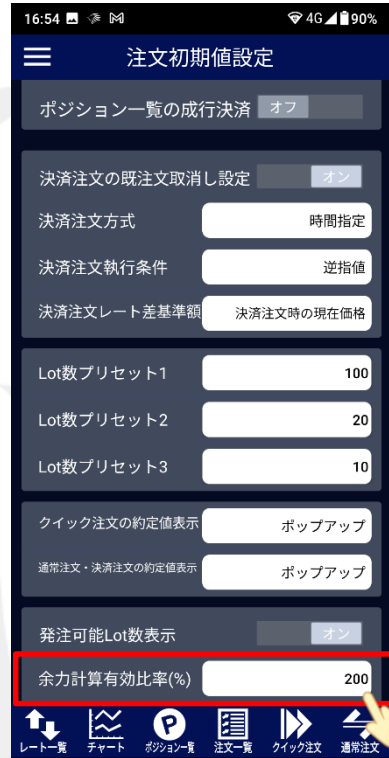 16:54 4G 90%
注文初期値設定
ポジション一覧の成行決済 オフ
決済注文の既注文取消し設定 オン
決済注文方式 時間指定
決済注文執行条件 逆指値
決済注文レート差基準額 決済注文時の現在価格
Lot数プリセット1 100
Lot数プリセット2 20
Lot数プリセット3 10
クイック注文の約定値表示 ポップアップ
通常注文・決済注文の約定値表示 ポップアップ
発注可能Lot数表示 オン
余力計算有効比率(%) 200
レート一覧 チャート ポジション一覧 注文一覧 クイック注文 通常注文